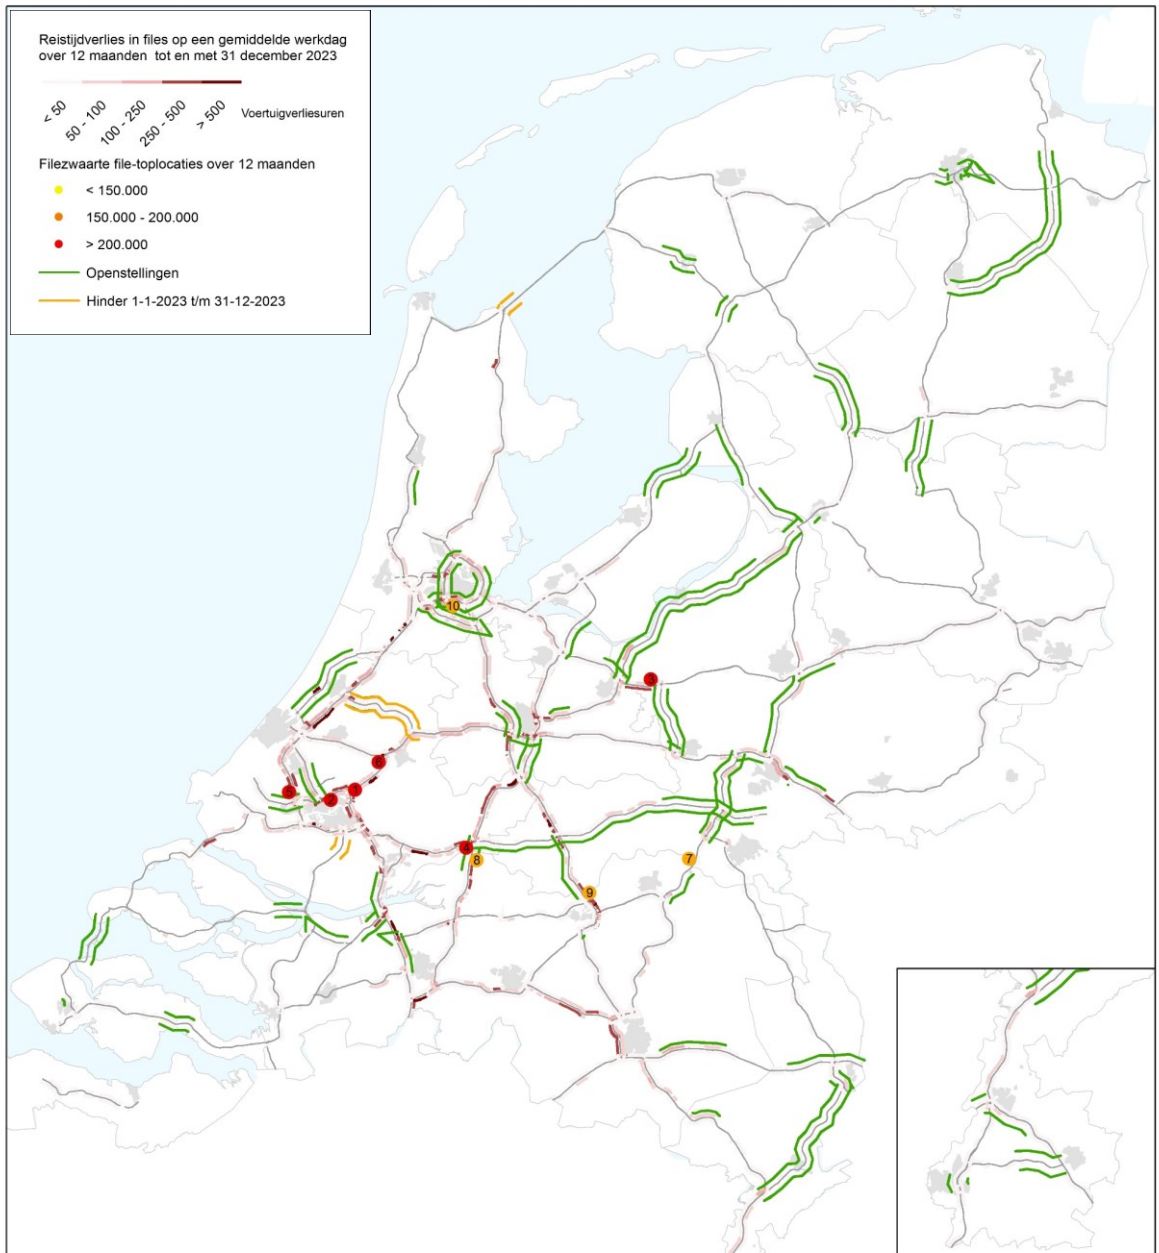 Reistijdverlies in files op een gemiddelde werkdag
over 12 maanden tot en met 31 december 2023
< 50
50 - 100
100 - 250
250 - 500
> 500
Voertuigverliesuren
Filezwaarte file-toplocaties over 12 maanden
< 150.000
150.000 - 200.000
> 200.000
Openstellingen
Hinder 1-1-2023 t/m 31-12-2023
10
3
6
5
2
1
4
8
7
9